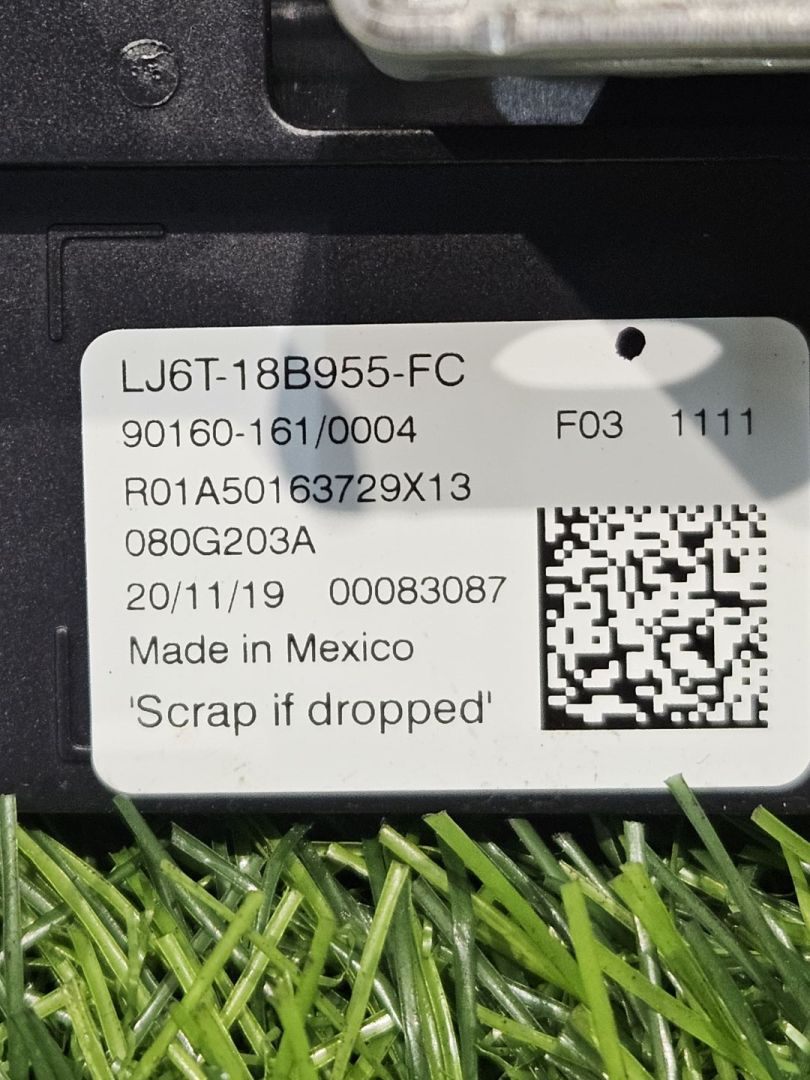 LJ6T-18B955-FC
90160-161/0004 F03 1111
R01A50163729X13
080G203A
20/11/19 00083087
Made in Mexico
'Scrap if dropped'